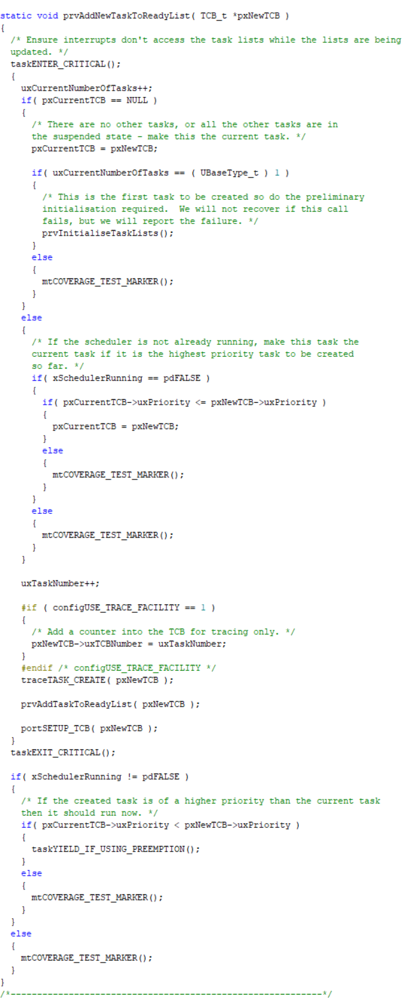 static void prvAddNewTaskToReadyList( TCB_t *pxNewTCB )
{
  /* Ensure interrupts don't access the task lists while the lists are being
  updated. */
  taskENTER_CRITICAL();
  {
    uxCurrentNumberOfTasks++;
    if( pxCurrentTCB == NULL )
    {
      /* There are no other tasks, or all the other tasks are in
      the suspended state - make this the current task. */
      pxCurrentTCB = pxNewTCB;

      if( uxCurrentNumberOfTasks == ( UBaseType_t ) 1 )
      {
        /* This is the first task to be created so do the preliminary
        initialisation required.  We will not recover if this call
        fails, but we will report the failure. */
        prvInitialiseTaskLists();
      }
      else
      {
        mtCOVERAGE_TEST_MARKER();
      }
    }
    else
    {
      /* If the scheduler is not already running, make this task the
      current task if it is the highest priority task to be created
      so far. */
      if( xSchedulerRunning == pdFALSE )
      {
        if( pxCurrentTCB->uxPriority <= pxNewTCB->uxPriority )
        {
          pxCurrentTCB = pxNewTCB;
        }
        else
        {
          mtCOVERAGE_TEST_MARKER();
        }
      }
      else
      {
        mtCOVERAGE_TEST_MARKER();
      }
    }

    uxTaskNumber++;

    #if ( configUSE_TRACE_FACILITY == 1 )
    {
      /* Add a counter into the TCB for tracing only. */
      pxNewTCB->uxTCBNumber = uxTaskNumber;
    }
    #endif /* configUSE_TRACE_FACILITY */
    traceTASK_CREATE( pxNewTCB );

    prvAddTaskToReadyList( pxNewTCB );

    portSETUP_TCB( pxNewTCB );
  }
  taskEXIT_CRITICAL();

  if( xSchedulerRunning != pdFALSE )
  {
    /* If the created task is of a higher priority than the current task
    then it should run now. */
    if( pxCurrentTCB->uxPriority < pxNewTCB->uxPriority )
    {
      taskYIELD_IF_USING_PREEMPTION();
    }
    else
    {
      mtCOVERAGE_TEST_MARKER();
    }
  }
  else
  {
    mtCOVERAGE_TEST_MARKER();
  }
}
/*-----------------------------------------------------------*/